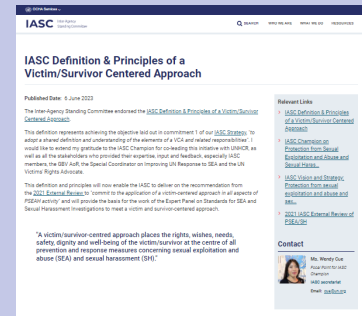 OCHA Services
IASC Inter-Agency
Standing Committee
SEARCH WHO WE ARE WHAT WE DO RESOURCES
IASC Definition & Principles of a
Victim/Survivor Centered Approach
Published Date: 6 June 2023
The Inter-Agency Standing Committee endorsed the IASC Definition & Principles of a Victim/Survivor
Centered Approach.
This definition represents achieving the objective laid out in commitment 1 of our IASC Strategy, "to
adopt a shared definition and understanding of the elements of a VCA and related responsibilities". I
would like to extend my gratitude to the IASC Champion for co-leading this initiative with UNHCR, as
well as all the stakeholders who provided their expertise, input and feedback, especially IASC
members, the GBV AoR, the Special Coordinator on Improving UN Response to SEA and the UN
Victims' Rights Advocate.
This definition and principles will now enable the IASC to deliver on the recommendation from
the 2021 External Review to "commit to the application of a victim-centered approach in all aspects of
PSEAH activity" and will provide the basis for the work of the Expert Panel on Standards for SEA and
Sexual Harassment Investigations to meet a victim and survivor-centered approach.
"A victim/survivor-centred approach places the rights, wishes, needs,
safety, dignity and well-being of the victim/survivor at the centre of all
prevention and response measures concerning sexual exploitation and
abuse (SEA) and sexual harassment (SH)."
Relevant Links
IASC Definition & Principles
of a Victim/Survivor Centered
Approach
IASC Champion on
Protection from Sexual
Exploitation and Abuse and
Sexual Haras...
IASC Vision and Strategy:
Protection from sexual
exploitation and abuse and
sex...
2021 IASC External Review of
PSEA/SH
Contact
Ms. Wendy Cue
Focal Point for IASC
Champion
IASC secretariat
Email: